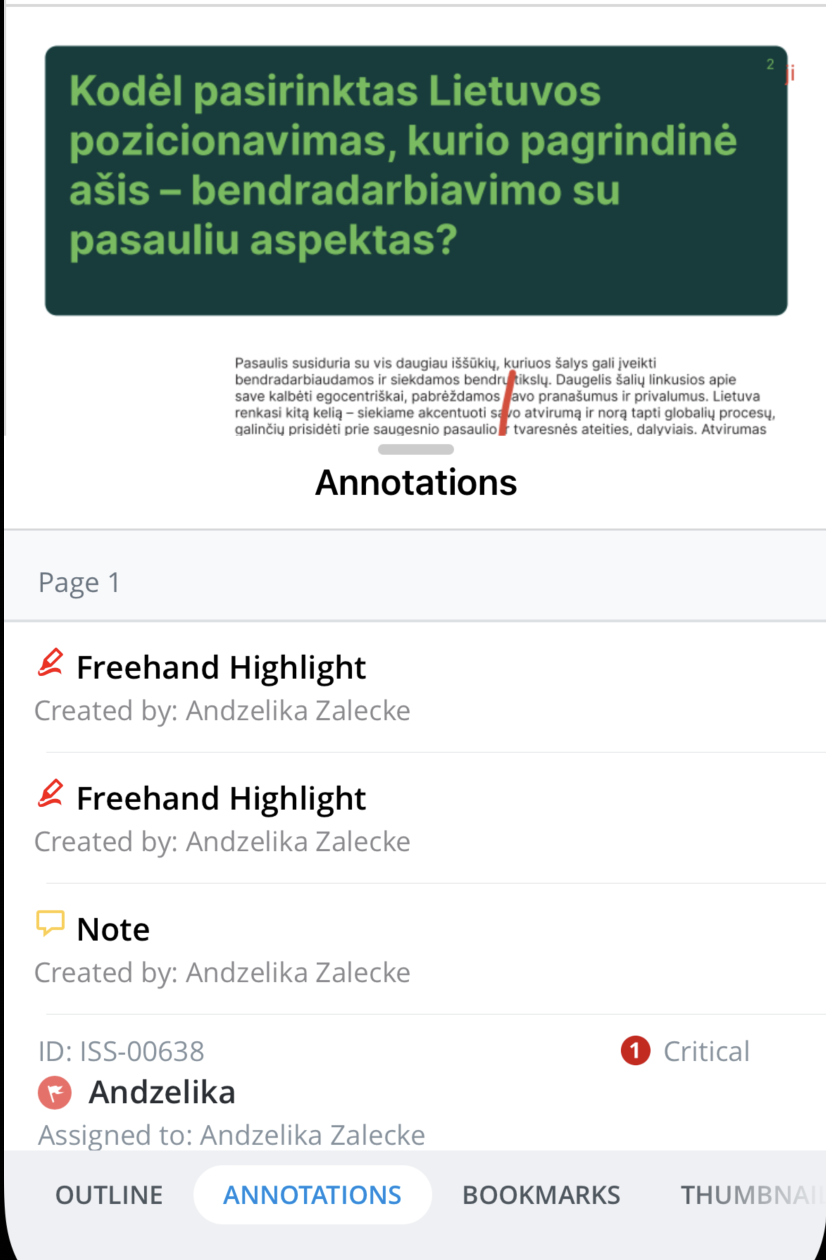 2
ji
Kodėl pasirinktas Lietuvos
pozicionavimas, kurio pagrindinė
ašis – bendradarbiavimo su
pasauliu aspektas?
Pasaulis susiduria su vis daugiau iššūkių, kuriuos šalys gali įveikti
bendradarbiaudamos ir siekdamos bendrų tikslų. Daugelis šalių linkusios apie
save kalbėti egocentriškai, pabrėždamos savo pranašumus ir privalumus. Lietuva
renkasi kitą kelią – siekiame akcentuoti savo atvirumą ir norą tapti globalių procesų,
galinčių prisidėti prie saugesnio pasaulio ir tvaresnės ateities, dalyviais. Atvirumas
Annotations
Page 1
Freehand Highlight
Created by: Andzelika Zalecke
Freehand Highlight
Created by: Andzelika Zalecke
Note
Created by: Andzelika Zalecke
ID: ISS-00638 1 Critical
Andzelika
Assigned to: Andzelika Zalecke
OUTLINE ANNOTATIONS BOOKMARKS THUMBNAI